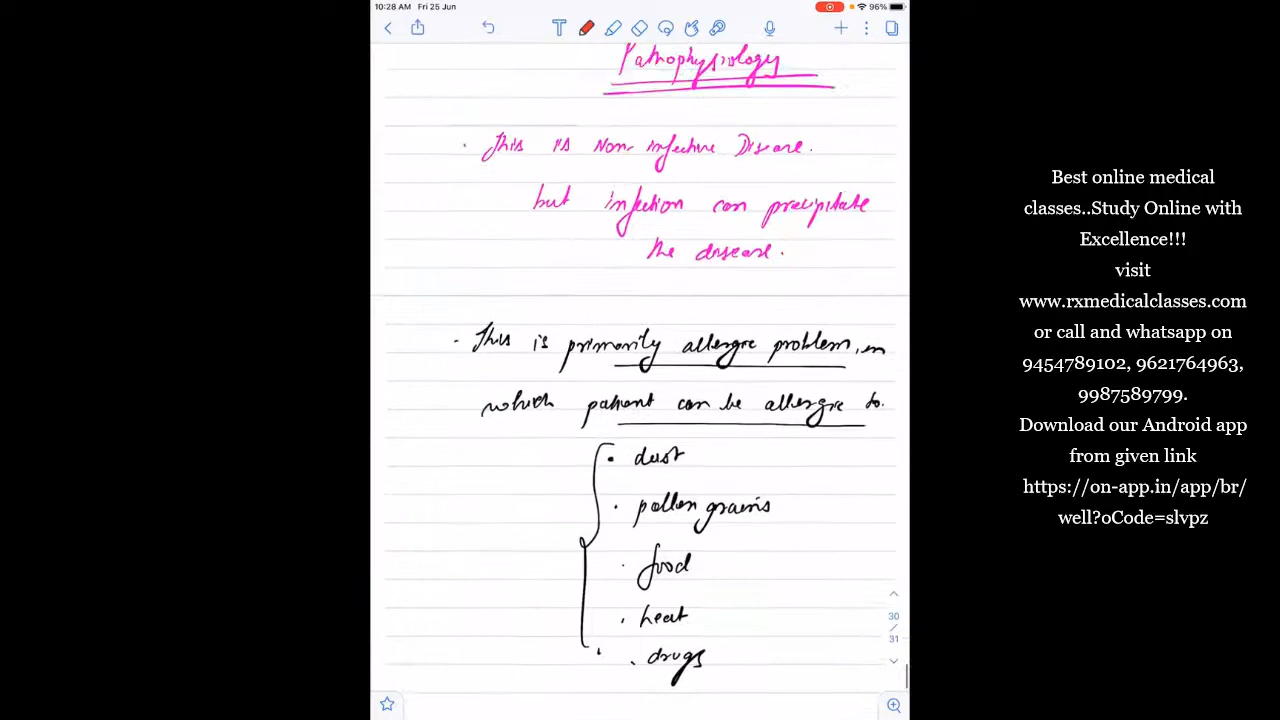 10:28 AM Fri 25 Jun
96%
Pathophysiology
This is Non-infective Disease.
but infection can precipitate
the disease.
This is primarily allergic problem, in
which patient can be allergic to.
dust
pollen grains
food
heat
drugs
30
/
31
Best online medical
classes..Study Online with
Excellence!!!
visit
www.rxmedicalclasses.com
or call and whatsapp on
9454789102, 9621764963,
9987589799.
Download our Android app
from given link
https://on-app.in/app/br/
well?oCode=slvpz